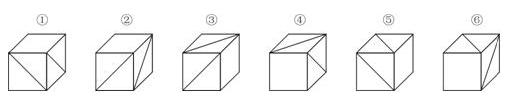 ① ② ③ ④ ⑤ ⑥